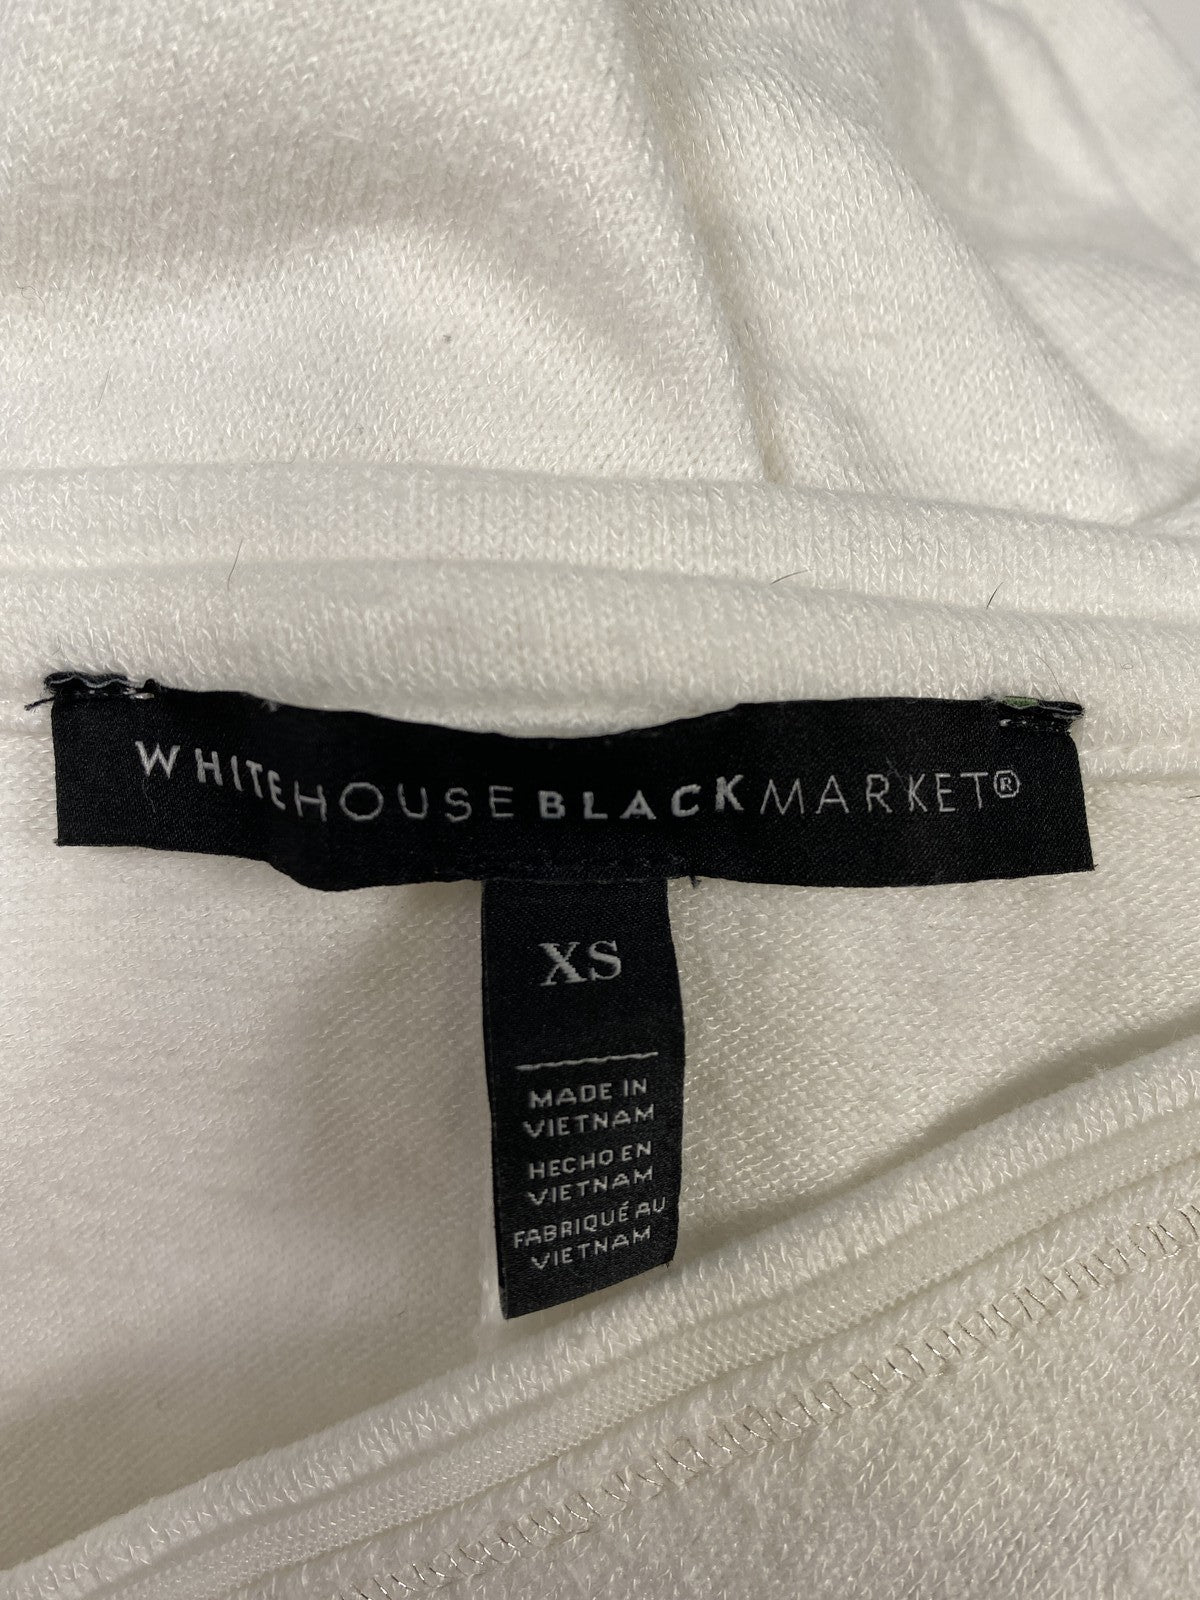 WHITEHOUSEBLACKMARKET®
XS
MADE IN
VIETNAM
HECHO EN
VIETNAM
FABRIQUÉ AU
VIETNAM